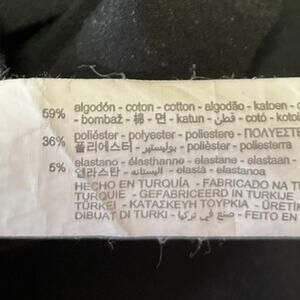 59% algodón - coton - cotton - algodão - katoen -
- bombaž - 棉 - 면 - katun - قطن - cotó - kotoi
36% poliéster - polyester - poliestere - ΠΟΛΥΕΣΤΕ
폴리에스터 - بوليستير - polièster - poliesterra
5% elastano - élasthanne - elastane - elastaan -
엘라스탄 - اليستانه - elastà - elastanoa
HECHO EN TURQUÍA - FABRICADO NA T
TURQUIE - GEFABRICEERD IN TURKIJE
TÜRKEI - ΚΑΤΑΣΚΕΥΗ ΤΟΥΡΚΙΑ - ÜRETİM
DIBUAT DI TURKI - صنع في تركيا - FEITO EN